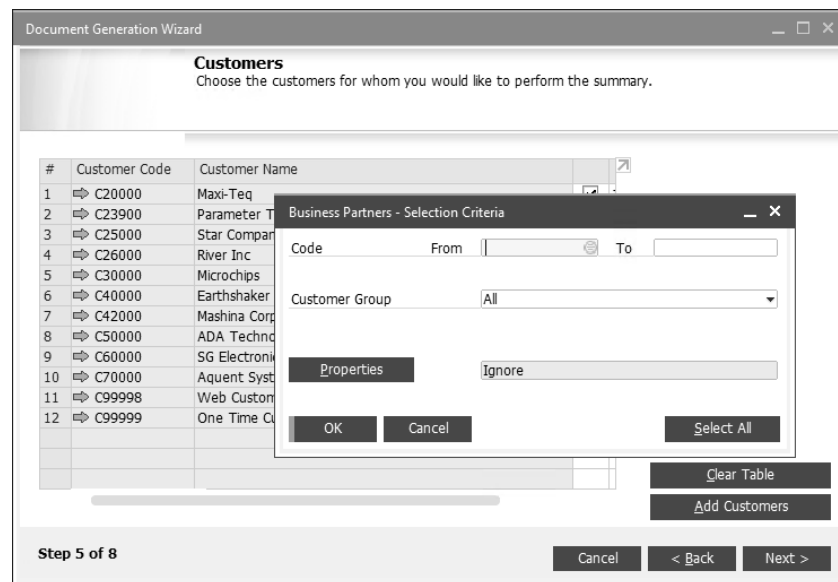 Document Generation Wizard
Customers
Choose the customers for whom you would like to perform the summary.
# Customer Code Customer Name
1 C20000 Maxi-Teq
2 C23900 Parameter T
3 C25000 Star Compan
4 C26000 River Inc
5 C30000 Microchips
6 C40000 Earthshaker
7 C42000 Mashina Corp
8 C50000 ADA Techno
9 C60000 SG Electroni
10 C70000 Aquent Syst
11 C99998 Web Custom
12 C99999 One Time Cu
Business Partners - Selection Criteria
Code From To
Customer Group All
Properties Ignore
OK Cancel Select All
Clear Table
Add Customers
Step 5 of 8 Cancel < Back Next >